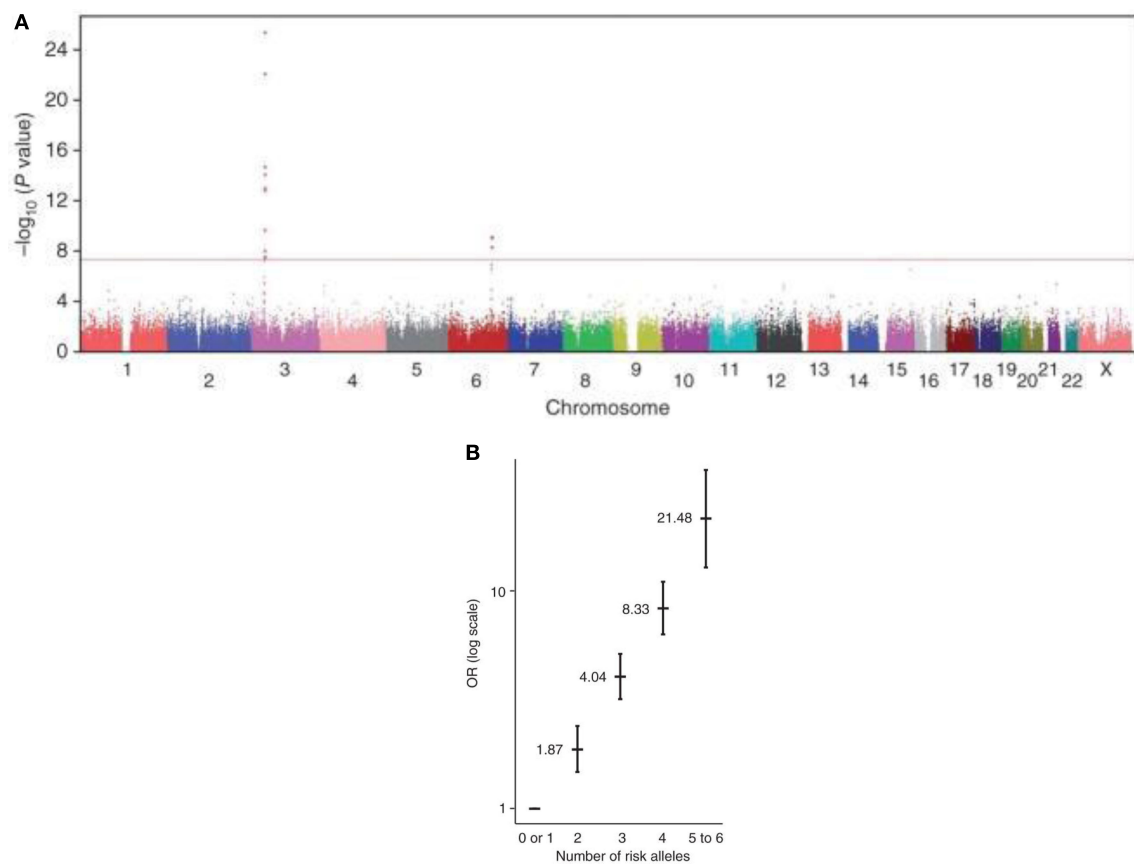 A
24
20
16
12
8
4
0
–log10 (P value)
1 2 3 4 5 6 7 8 9 10 11 12 13 14 15 16 17 18 19 20 21 22 X
Chromosome
B
21.48
10
8.33
4.04
1.87
1
OR (log scale)
0 or 1 2 3 4 5 to 6
Number of risk alleles